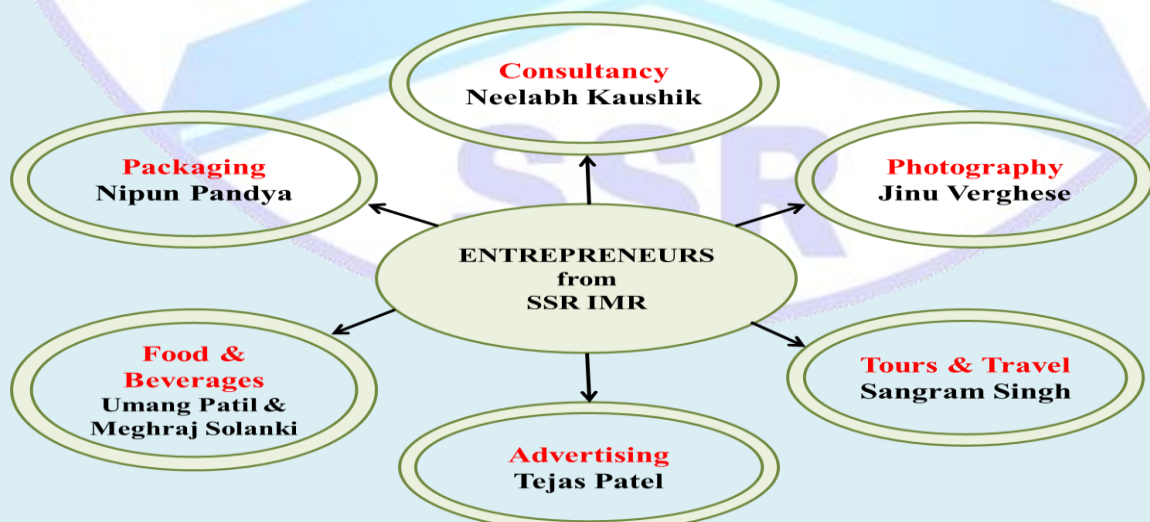 Consultancy
Neelabh Kaushik
Packaging
Nipun Pandya
Photography
Jinu Verghese
SSR
ENTREPRENEURS
from
SSR IMR
Food &
Beverages
Umang Patil &
Meghraj Solanki
Tours & Travel
Sangram Singh
Advertising
Tejas Patel